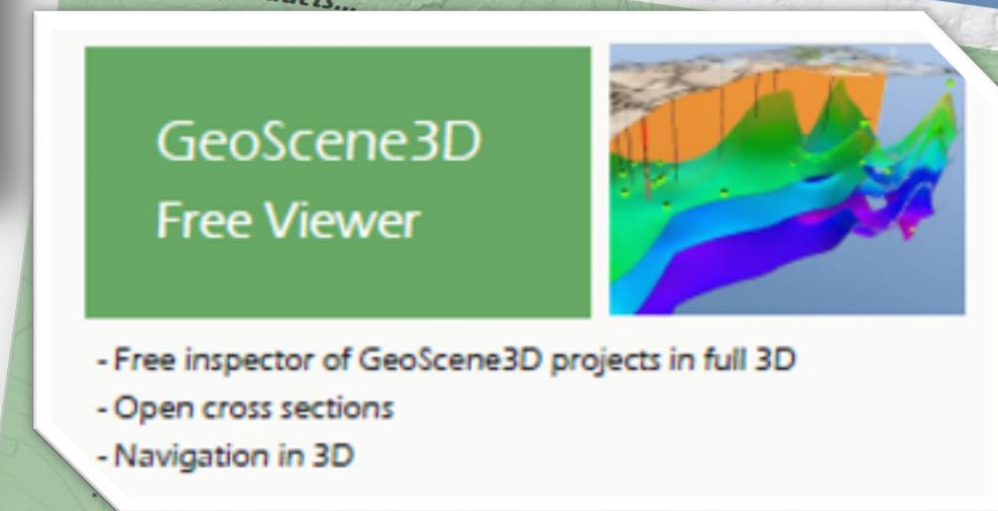 GeoScene3D
Free Viewer
- Free inspector of GeoScene3D projects in full 3D
- Open cross sections
- Navigation in 3D